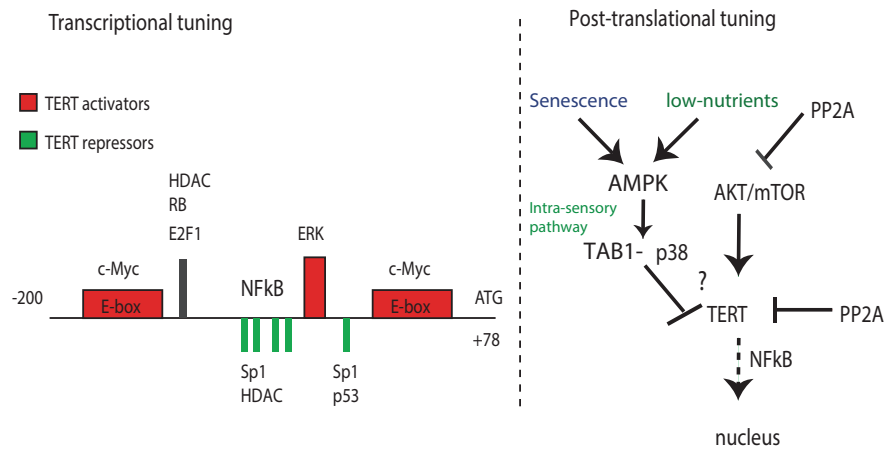 Transcriptional tuning
TERT activators
TERT repressors
HDAC
RB
E2F1
ERK
c-Myc
NFkB
c-Myc
-200
E-box
E-box
ATG
+78
Sp1
HDAC
Sp1
p53
Post-translational tuning
Senescence
low-nutrients
PP2A
AMPK
AKT/mTOR
Intra-sensory
pathway
TAB1- p38
?
TERT
PP2A
NFkB
nucleus